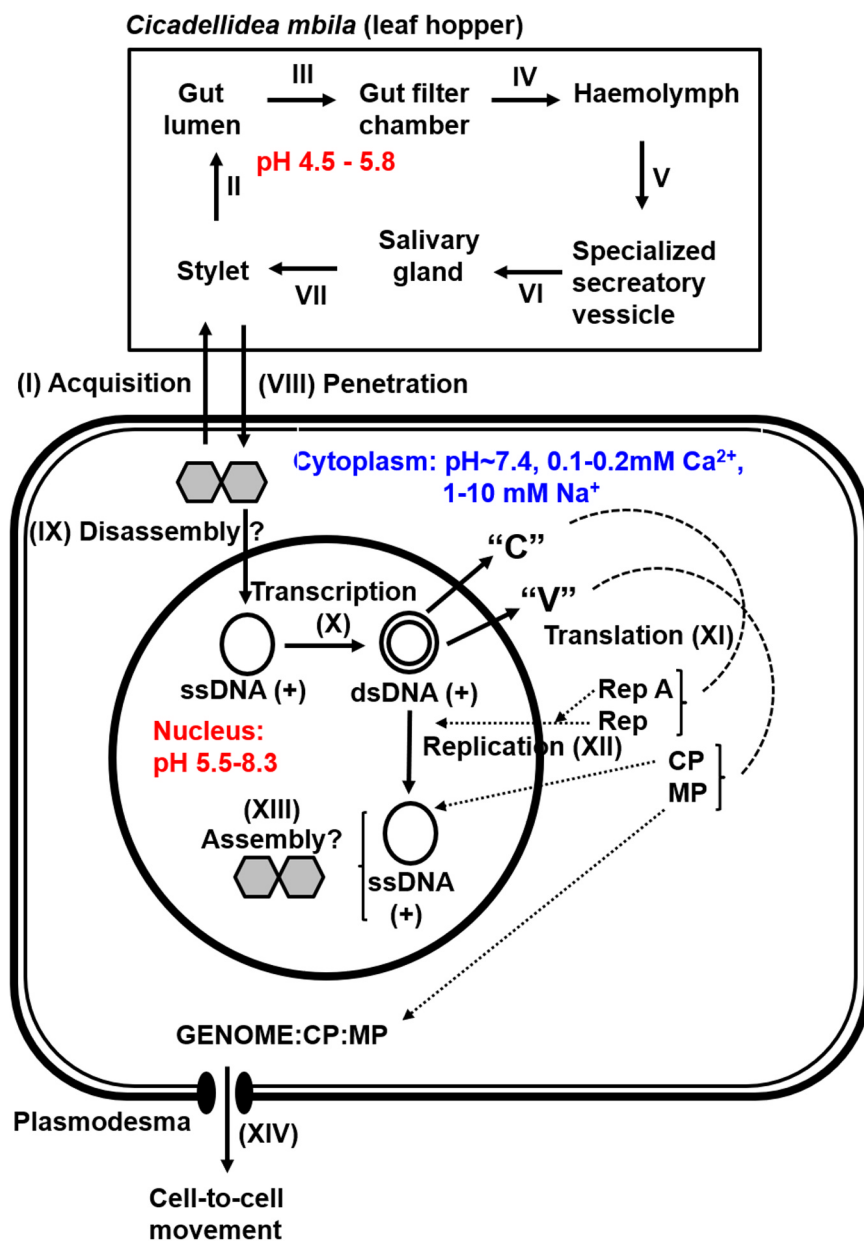 Cicadellidea mbila (leaf hopper)
III
IV
Gut
lumen
Gut filter
chamber
Haemolymph
pH 4.5 - 5.8
II
V
Stylet
Salivary
gland
Specialized
secreatory
vessicle
VII
VI
(I) Acquisition
(VIII) Penetration
Cytoplasm: pH~7.4, 0.1-0.2mM Ca²⁺,
1-10 mM Na⁺
(IX) Disassembly ?
"C"
"V"
Transcription
(X)
Translation (XI)
ssDNA (+)
dsDNA (+)
Rep A
Rep
Nucleus:
pH 5.5-8.3
Replication (XII)
CP
MP
(XIII)
Assembly?
ssDNA
(+)
GENOME:CP:MP
Plasmodesma
(XIV)
Cell-to-cell
movement